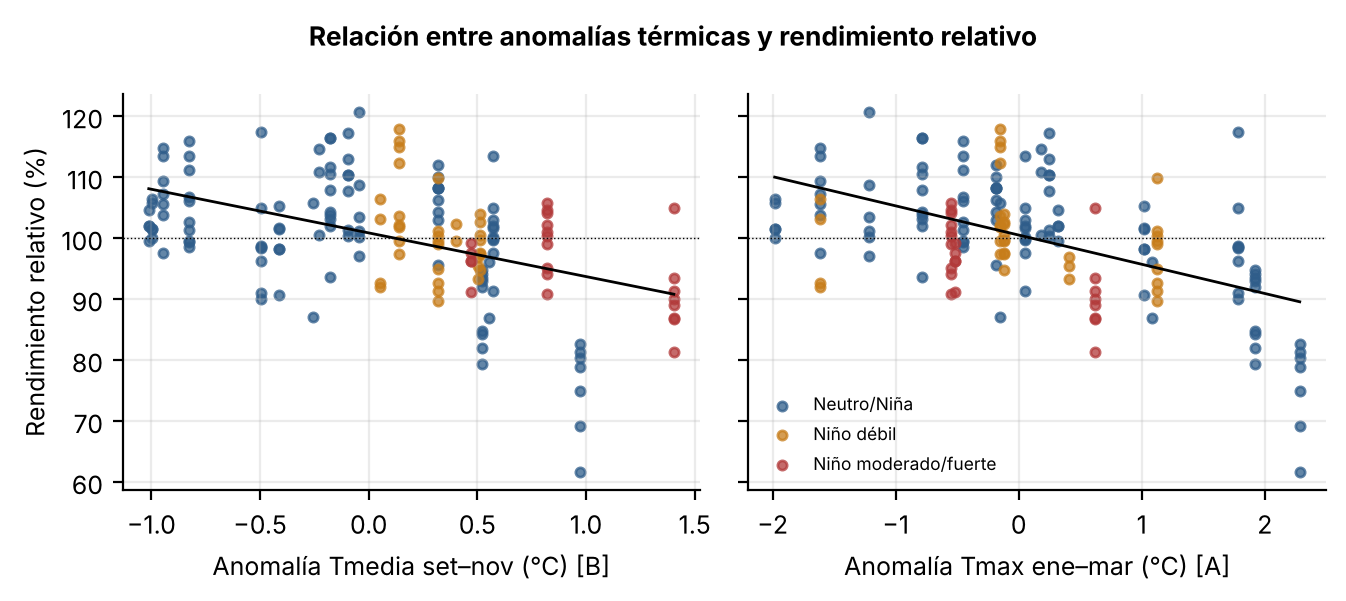 Relación entre anomalías térmicas y rendimiento relativo
Rendimiento relativo (%)
120
110
100
90
80
70
60
−1.0
−0.5
0.0
0.5
1.0
1.5
Anomalía Tmedia set–nov (°C) [B]
Neutro/Niña
Niño débil
Niño moderado/fuerte
−2
−1
0
1
2
Anomalía Tmax ene–mar (°C) [A]